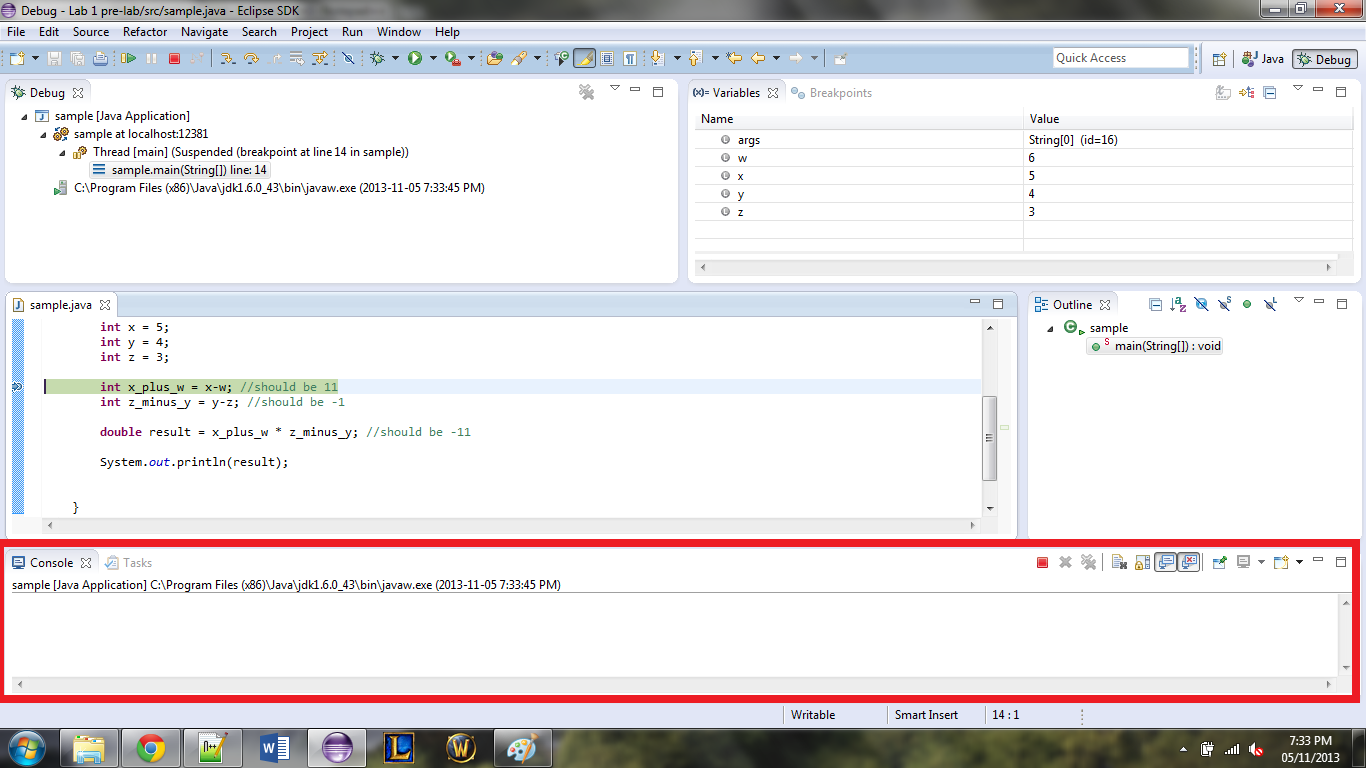 Debug - Lab 1 pre-lab/src/sample.java - Eclipse SDK
File Edit Source Refactor Navigate Search Project Run Window Help
Quick Access
Java
Debug
Debug
sample [Java Application]
sample at localhost:12381
Thread [main] (Suspended (breakpoint at line 14 in sample))
sample.main(String[]) line: 14
C:\Program Files (x86)\Java\jdk1.6.0_43\bin\javaw.exe (2013-11-05 7:33:45 PM)
(x)= Variables Breakpoints
Name Value
args String[0] (id=16)
w 6
x 5
y 4
z 3
sample.java
int x = 5;
int y = 4;
int z = 3;
int x_plus_w = x-w; //should be 11
int z_minus_y = y-z; //should be -1
double result = x_plus_w * z_minus_y; //should be -11
System.out.println(result);
}
Outline
sample
main(String[]) : void
Console Tasks
sample [Java Application] C:\Program Files (x86)\Java\jdk1.6.0_43\bin\javaw.exe (2013-11-05 7:33:45 PM)
Writable Smart Insert 14 : 1
7:33 PM
05/11/2013